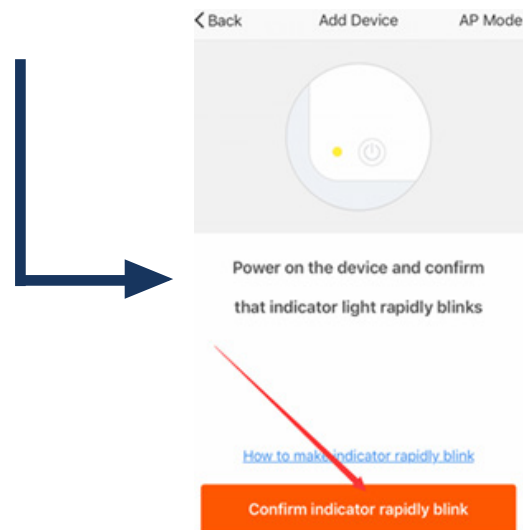 Back Add Device AP Mode
Power on the device and confirm
that indicator light rapidly blinks
How to make indicator rapidly blink
Confirm indicator rapidly blink